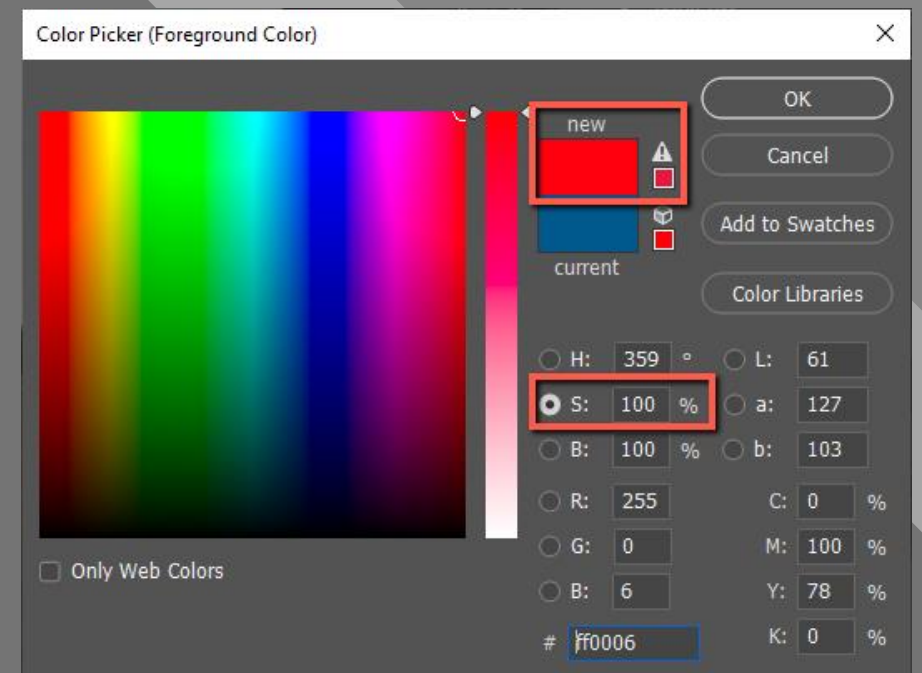 Color Picker (Foreground Color)
new
current
OK
Cancel
Add to Swatches
Color Libraries
H: 359 °
S: 100 %
B: 100 %
R: 255
G: 0
B: 6
# ff0006
L: 61
a: 127
b: 103
C: 0 %
M: 100 %
Y: 78 %
K: 0 %
Only Web Colors